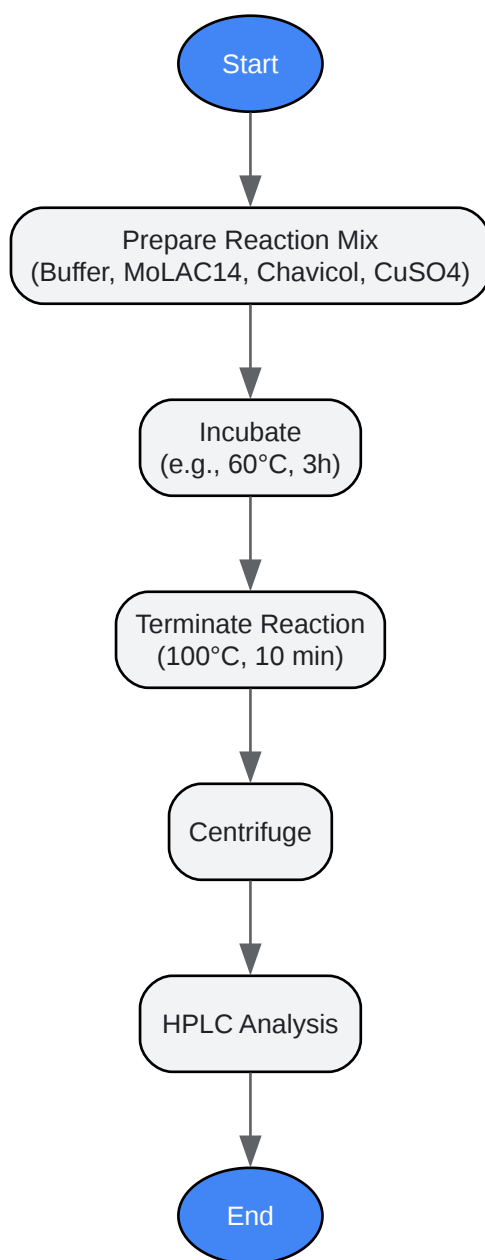 Start
Prepare Reaction Mix
(Buffer, MoLAC14, Chavicol, CuSO4)
Incubate
(e.g., 60°C, 3h)
Terminate Reaction
(100°C, 10 min)
Centrifuge
HPLC Analysis
End